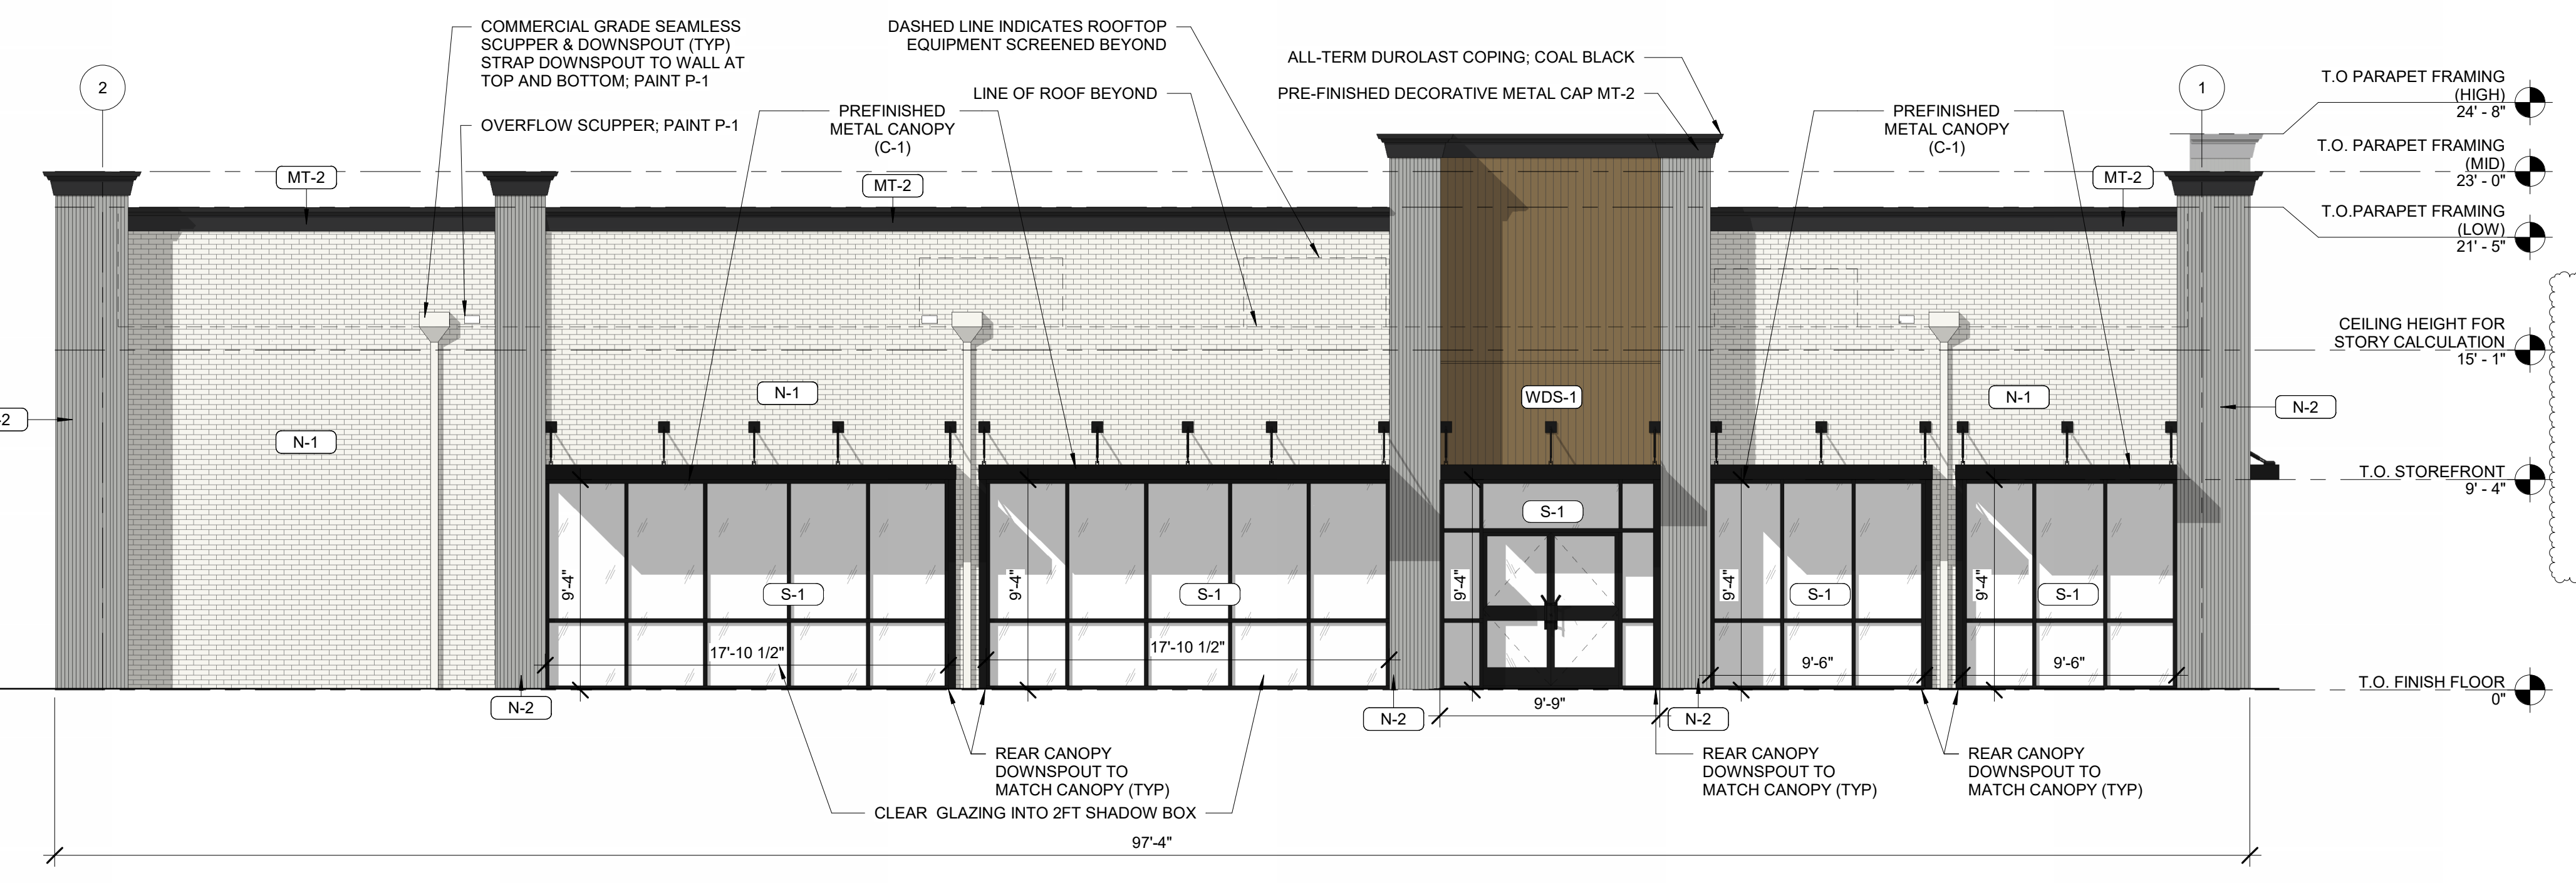 COMMERCIAL GRADE SEAMLESS
SCUPPER & DOWNSPOUT (TYP)
STRAP DOWNSPOUT TO WALL AT
TOP AND BOTTOM; PAINT P-1
OVERFLOW SCUPPER; PAINT P-1
DASHED LINE INDICATES ROOFTOP
EQUIPMENT SCREENED BEYOND
LINE OF ROOF BEYOND
PREFINISHED
METAL CANOPY
(C-1)
ALL-TERM DUROLAST COPING; COAL BLACK
PRE-FINISHED DECORATIVE METAL CAP MT-2
PREFINISHED
METAL CANOPY
(C-1)
2
1
T.O PARAPET FRAMING
(HIGH)
24' - 8"
T.O. PARAPET FRAMING
(MID)
23' - 0"
T.O.PARAPET FRAMING
(LOW)
21' - 5"
CEILING HEIGHT FOR
STORY CALCULATION
15' - 1"
T.O. STOREFRONT
9' - 4"
T.O. FINISH FLOOR
0"
MT-2
MT-2
MT-2
-2
N-1
N-1
WDS-1
N-1
N-2
S-1
9'-4"
S-1
9'-4"
S-1
9'-4"
9'-4"
S-1
9'-4"
S-1
17'-10 1/2"
17'-10 1/2"
9'-6"
9'-6"
N-2
N-2
9'-9"
N-2
REAR CANOPY
DOWNSPOUT TO
MATCH CANOPY (TYP)
REAR CANOPY
DOWNSPOUT TO
MATCH CANOPY (TYP)
REAR CANOPY
DOWNSPOUT TO
MATCH CANOPY (TYP)
CLEAR GLAZING INTO 2FT SHADOW BOX
97'-4"